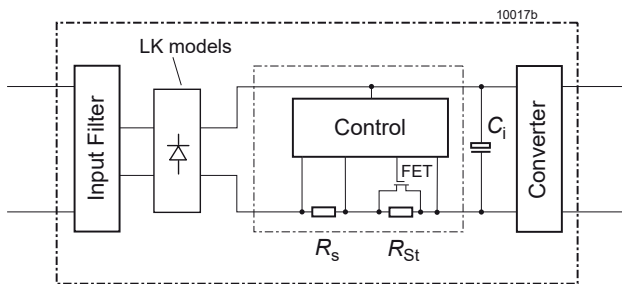 10017b
LK models
Input Filter
Control
Ci
Converter
FET
Rs
RSt